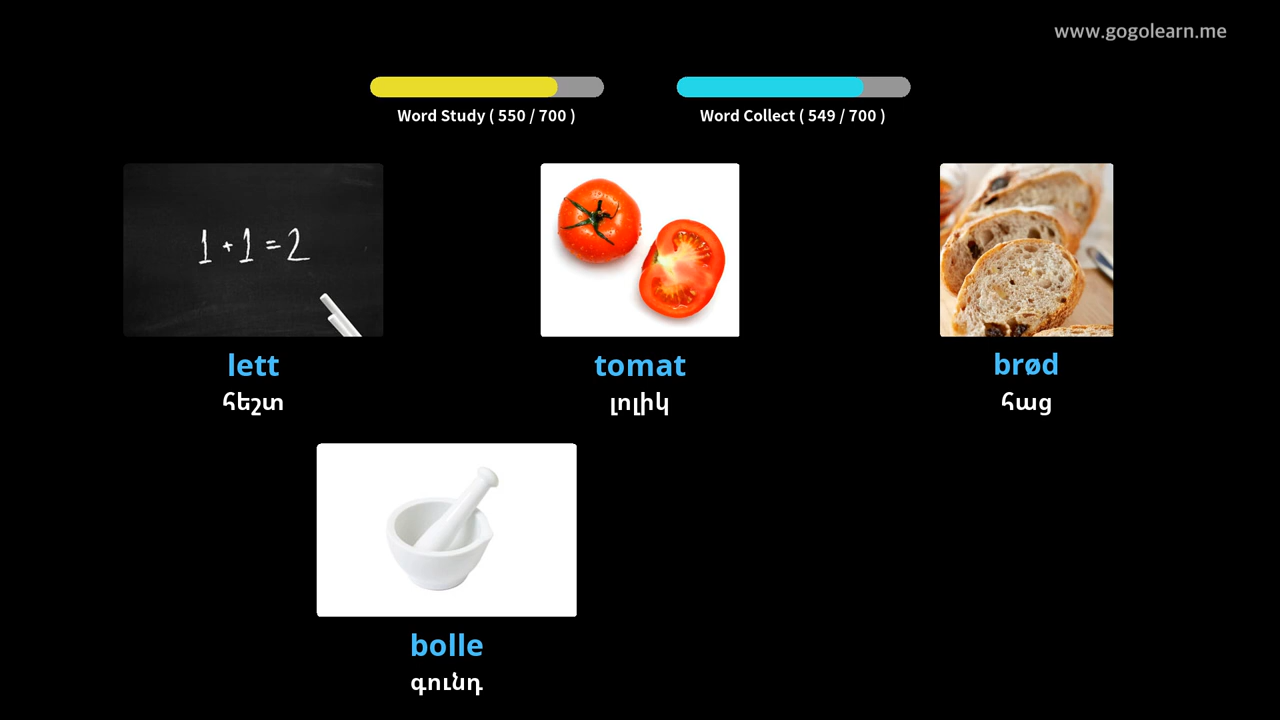 www.gogolearn.me
Word Study ( 550 / 700 )
Word Collect ( 549 / 700 )
1 + 1 = 2
lett
հեշտ
tomat
լոլիկ
brød
հաց
bolle
գունդ